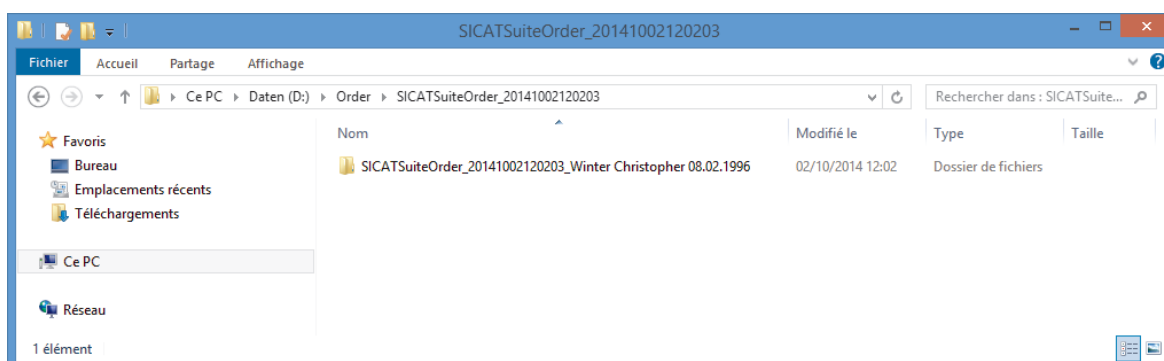 SICATSuiteOrder_20141002120203
Fichier Accueil Partage Affichage
Ce PC Daten (D:) Order SICATSuiteOrder_20141002120203 Rechercher dans : SICATSuite...
Favoris
Bureau
Emplacements récents
Téléchargements
Ce PC
Réseau
Nom Modifié le Type Taille
SICATSuiteOrder_20141002120203_Winter Christopher 08.02.1996 02/10/2014 12:02 Dossier de fichiers
1 élément